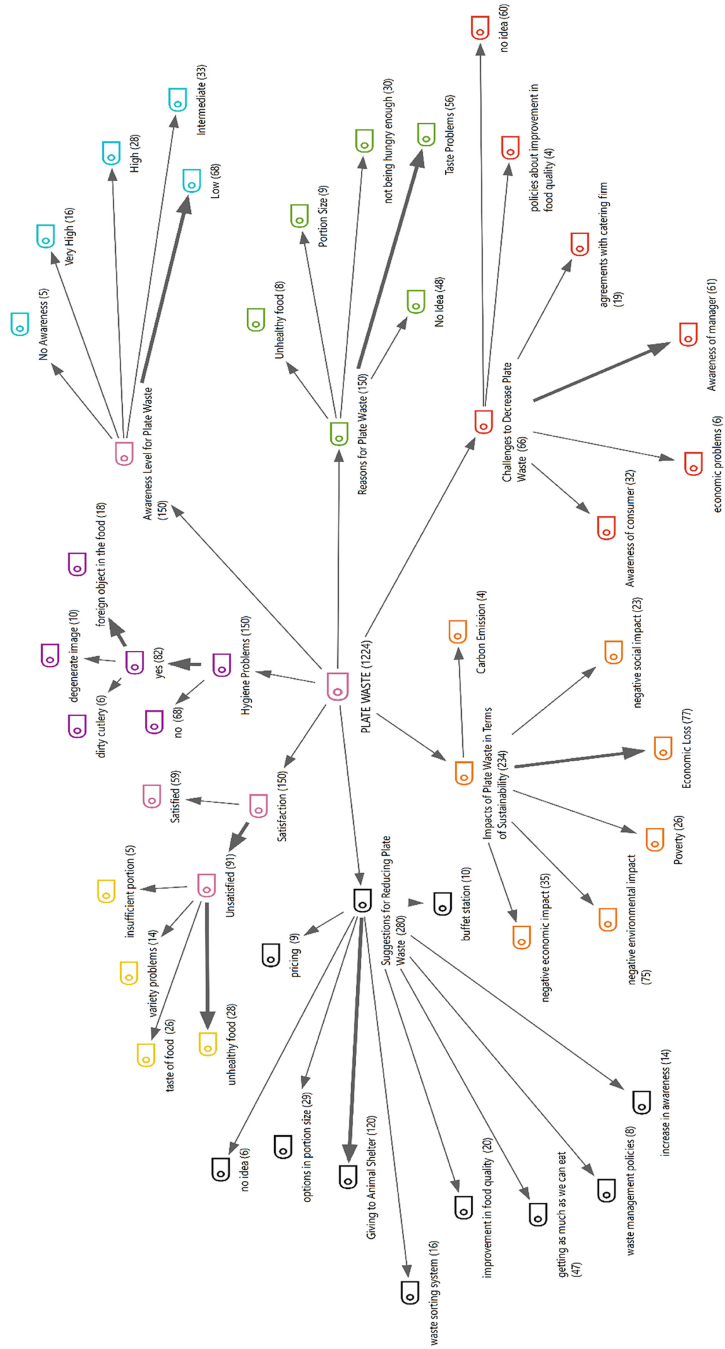 No Awareness (5)
Very High (16)
High (28)
Intermediate (33)
Low (68)
Awareness Level for Plate Waste
(150)
Unhealthy food (8)
Portion Size (9)
not being hungry enough (30)
Taste Problems (56)
No Idea (48)
Reasons for Plate Waste (150)
no idea (60)
policies about improvement in
food quality (4)
agreements with catering firm
(19)
Awareness of manager (61)
economic problems (6)
Awareness of consumer (32)
Challenges to Decrease Plate
Waste (66)
foreign object in the food (18)
degenerate image (10)
dirty cutlery (6)
yes (82)
no (68)
Hygiene Problems (150)
PLATE WASTE (1224)
Carbon Emission (4)
negative social impact (23)
Economic Loss (77)
Poverty (26)
negative environmental impact
(75)
negative economic impact (35)
Impacts of Plate Waste in Terms
of Sustainability (234)
Satisfied (59)
Satisfaction (150)
Unsatisfied (91)
insufficient portion (5)
variety problems (14)
taste of food (26)
unhealthy food (28)
Suggestions for Reducing Plate
Waste (280)
buffet station (10)
pricing (9)
no idea (6)
options in portion size (29)
Giving to Animal Shelter (120)
waste sorting system (16)
improvement in food quality (20)
getting as much as we can eat
(47)
waste management policies (8)
increase in awareness (14)